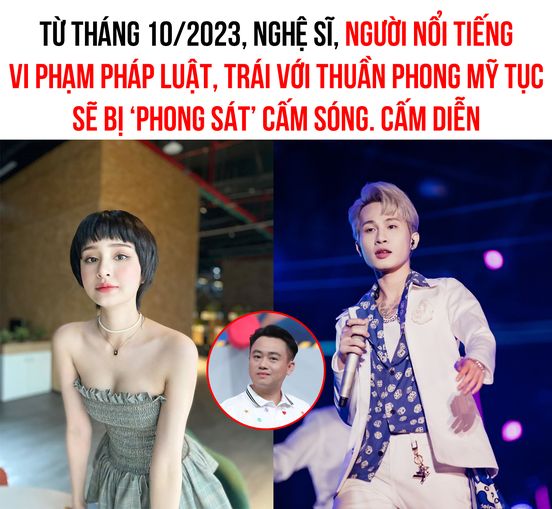 TỪ THÁNG 10/2023, NGHỆ SĨ, NGƯỜI NỔI TIẾNG
VI PHẠM PHÁP LUẬT, TRÁI VỚI THUẦN PHONG MỸ TỤC
SẼ BỊ ‘PHONG SÁT’ CẤM SÓNG. CẤM DIỄN